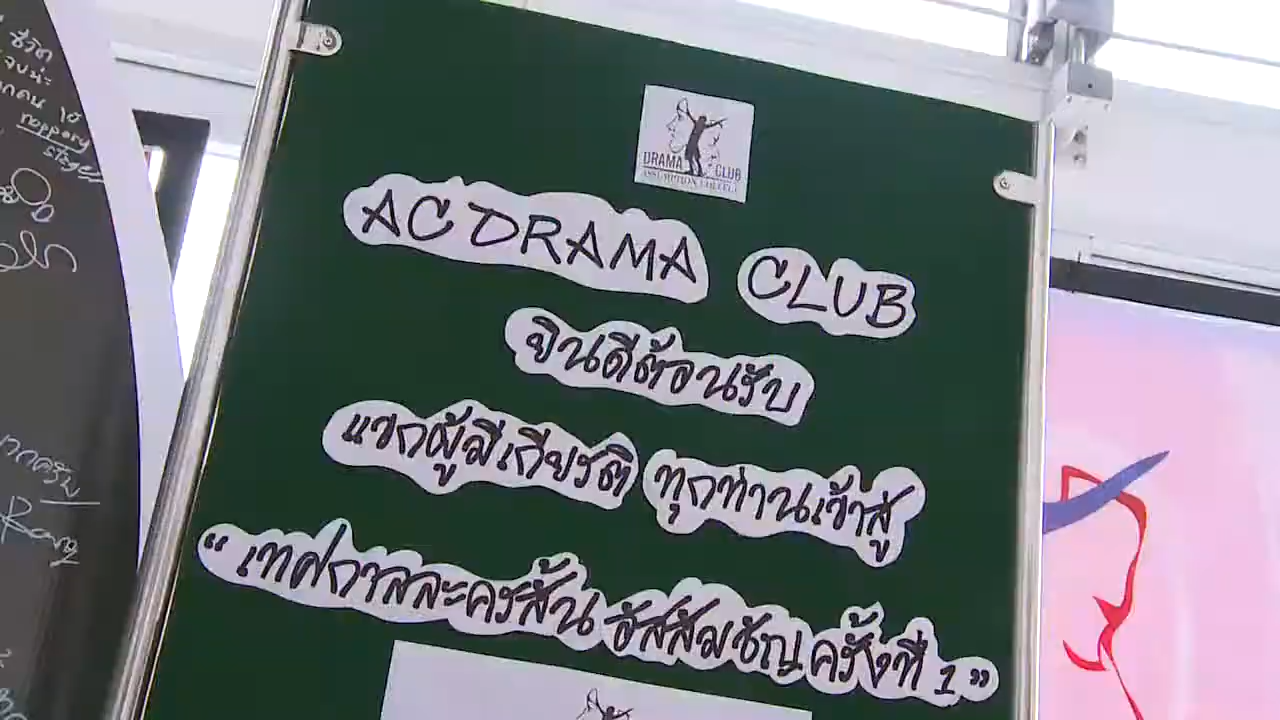 DRAMA CLUB
ASSUMPTION COLLEGE
AC DRAMA CLUB
ยินดีต้อนรับ
แขกผู้มีเกียรติ ทุกท่านเข้าสู่
“ เทศกาลละครสั้น อัสสัมชัญ ครั้งที่ 1 ”
ชีวิต